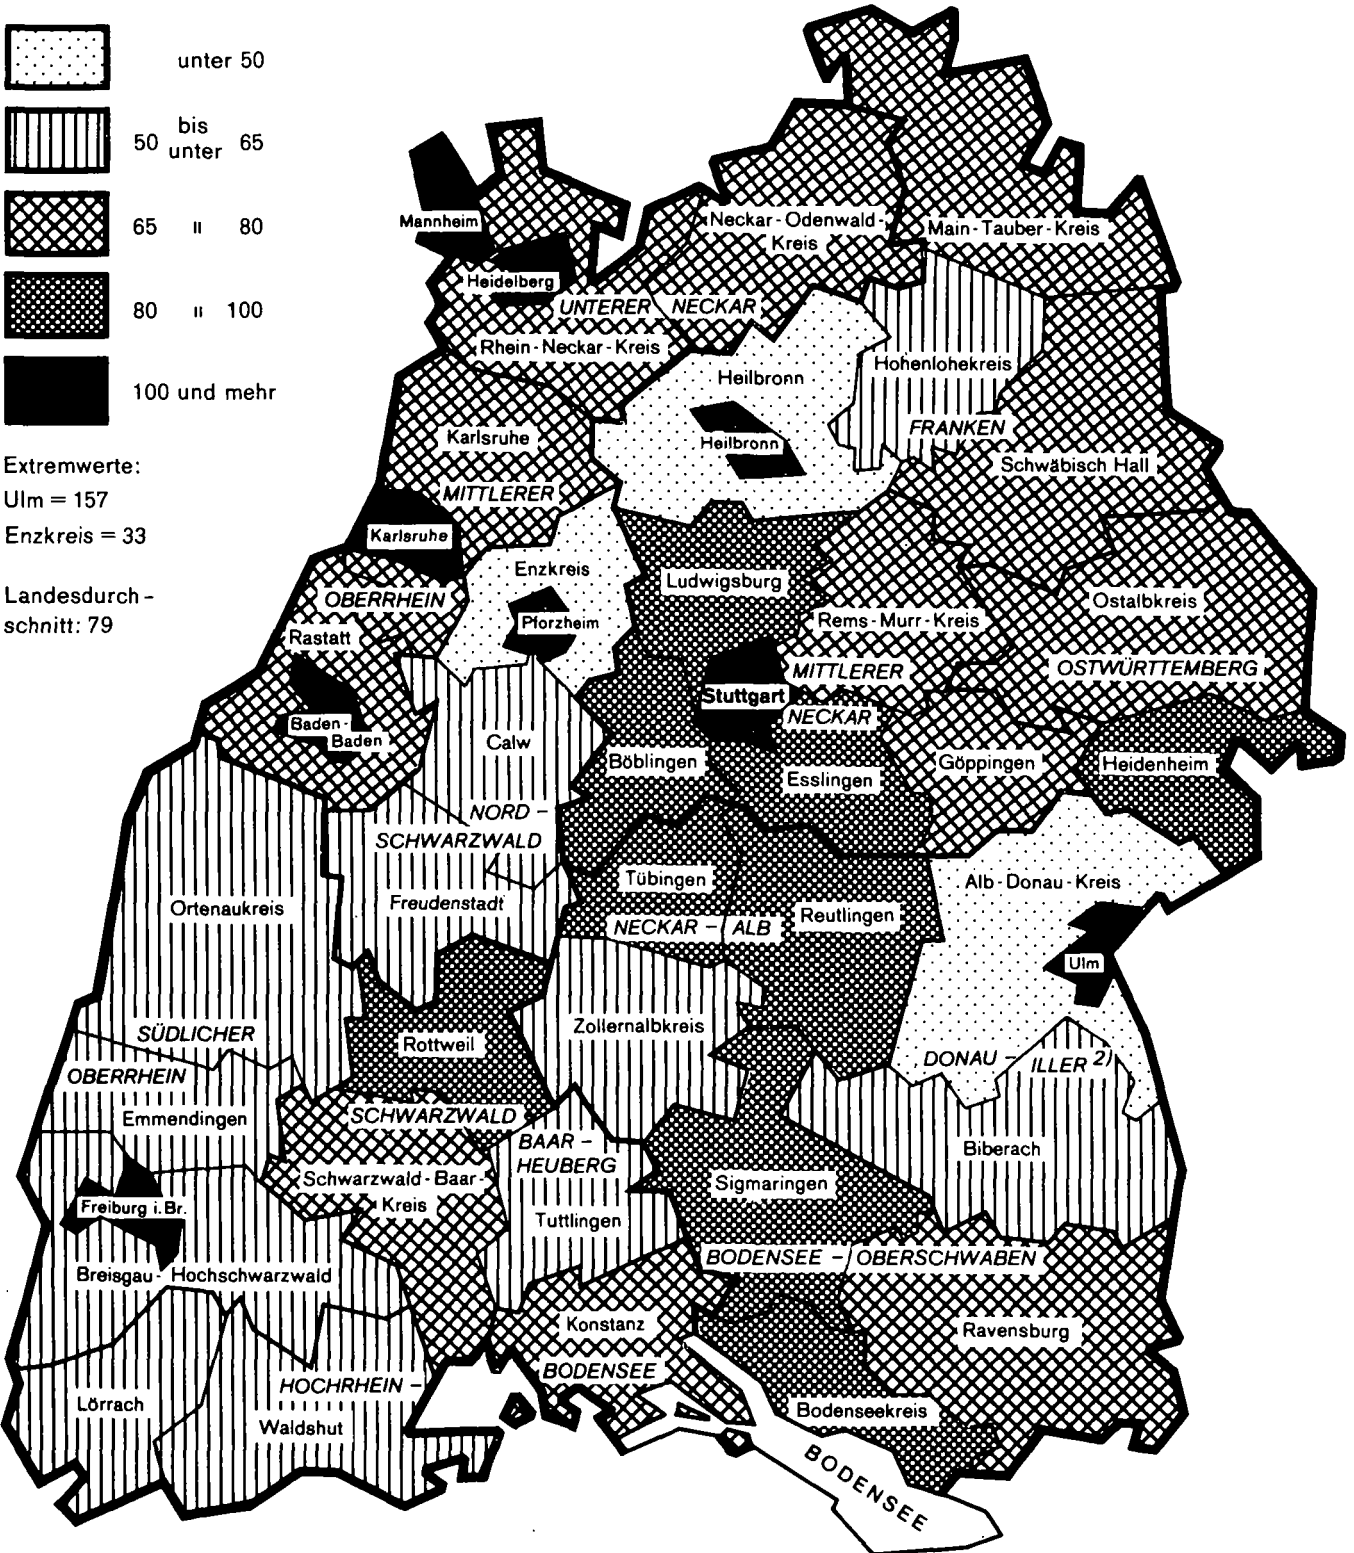 unter 50
50 bis unter 65
65 " 80
80 " 100
100 und mehr
Extremwerte:
Ulm = 157
Enzkreis = 33
Landesdurch-
schnitt: 79
Mannheim
Heidelberg
Neckar-Odenwald-
Kreis
Main-Tauber-Kreis
UNTERER NECKAR
Rhein-Neckar-Kreis
Heilbronn
Hohenlohekreis
Karlsruhe
Heilbronn
FRANKEN
Schwäbisch Hall
MITTLERER
Karlsruhe
Enzkreis
Ludwigsburg
OBERRHEIN
Ostalbkreis
Rastatt
Pforzheim
Rems-Murr-Kreis
MITTLERER
OSTWÜRTTEMBERG
Stuttgart
NECKAR
Baden-
Baden
Calw
Böblingen
Esslingen
Göppingen
Heidenheim
NORD-
SCHWARZWALD
Tübingen
Alb-Donau-Kreis
Freudenstadt
Ortenaukreis
Reutlingen
NECKAR - ALB
Ulm
Zollernalbkreis
SÜDLICHER
Rottweil
DONAU - ILLER 2)
OBERRHEIN
Emmendingen
SCHWARZWALD
BAAR -
HEUBERG
Biberach
Schwarzwald-Baar-
Kreis
Sigmaringen
Freiburg i.Br.
Tuttlingen
BODENSEE - OBERSCHWABEN
Breisgau-Hochschwarzwald
Konstanz
Ravensburg
BODENSEE
HOCHRHEIN -
Lörrach
Waldshut
Bodenseekreis
BODENSEE